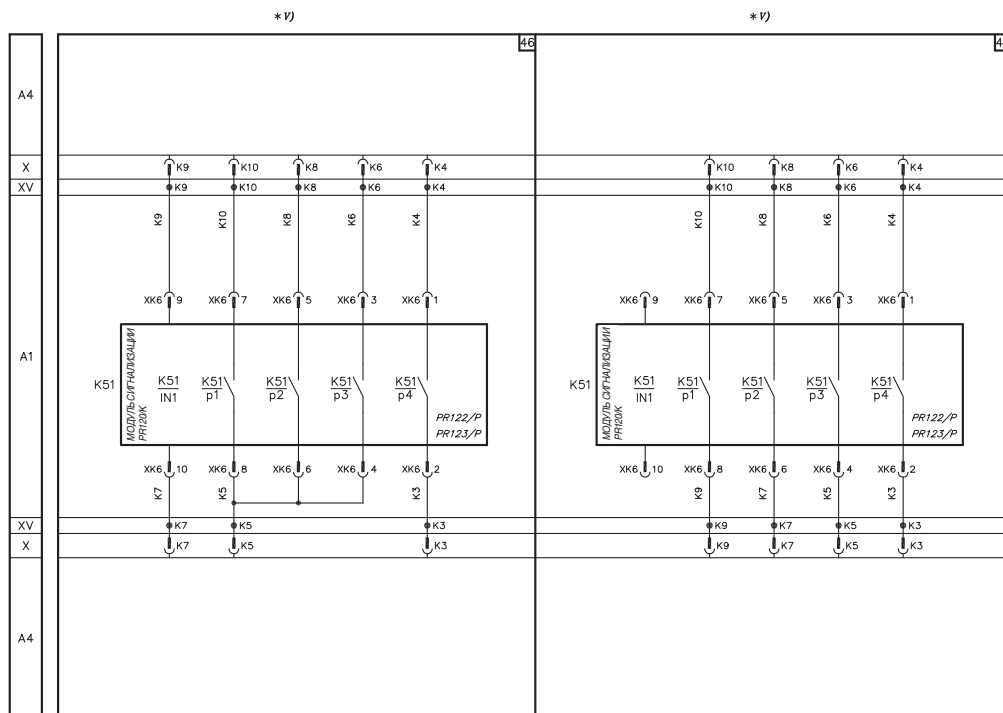 * V)
* V)
46
4
A4
X
K9 K10 K8 K6 K4
K10 K8 K6 K4
XV
K9 K10 K8 K6 K4
K10 K8 K6 K4
K9 K10 K8 K6 K4
K10 K8 K6 K4
XK6 9 XK6 7 XK6 5 XK6 3 XK6 1
XK6 9 XK6 7 XK6 5 XK6 3 XK6 1
A1
K51
МОДУЛЬ СИГНАЛИЗАЦИИ
PR120/K
K51
IN1
K51
p1
K51
p2
K51
p3
K51
p4
PR122/P
PR123/P
K51
МОДУЛЬ СИГНАЛИЗАЦИИ
PR120/K
K51
IN1
K51
p1
K51
p2
K51
p3
K51
p4
PR122/P
PR123/P
XK6 10 XK6 8 XK6 6 XK6 4 XK6 2
XK6 10 XK6 8 XK6 6 XK6 4 XK6 2
K7 K5 K3
K9 K7 K5 K3
XV
K7 K5 K3
K9 K7 K5 K3
X
K7 K5 K3
K9 K7 K5 K3
A4